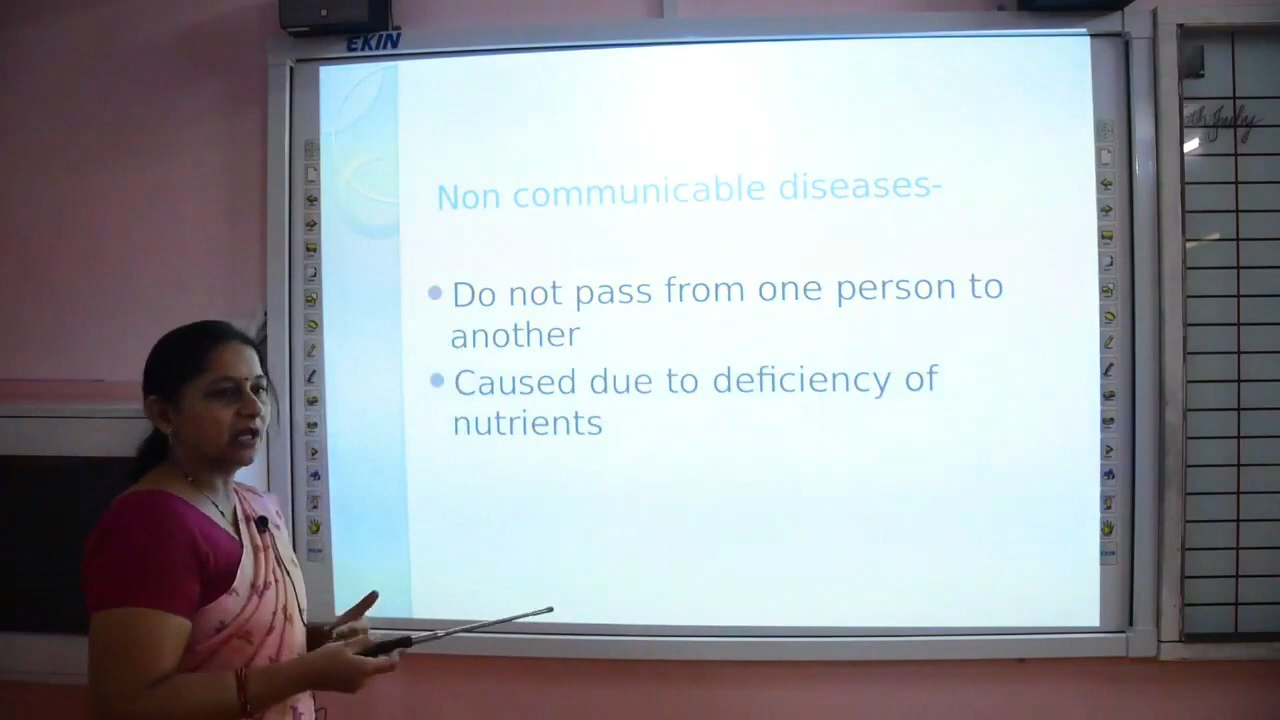 EKIN
Non communicable diseases-
Do not pass from one person to
another
Caused due to deficiency of
nutrients